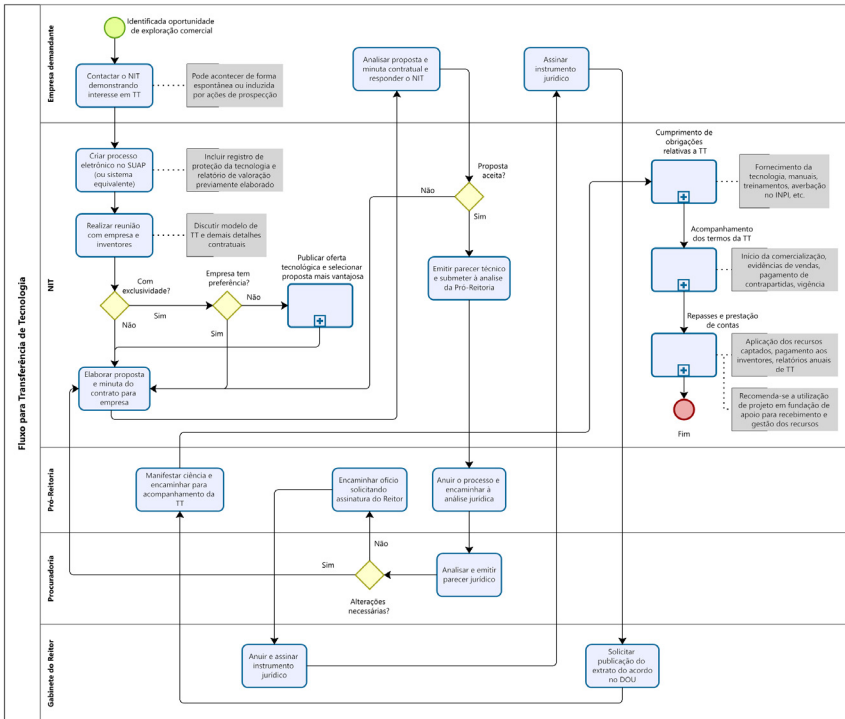 Fluxo para Transferência de Tecnologia
Empresa demandante
Identificada oportunidade
de exploração comercial
Contactar o NIT
demonstrando
interesse em TT
Pode acontecer de forma
espontânea ou induzida
por ações de prospecção
Analisar proposta e
minuta contratual e
responder o NIT
Assinar
instrumento
jurídico
NIT
Criar processo
eletrônico no SUAP
(ou sistema
equivalente)
Incluir registro de
proteção da tecnologia e
relatório de valoração
previamente elaborado
Realizar reunião
com empresa e
inventores
Discutir modelo de
TT e demais detalhes
contratuais
Com
exclusividade?
Sim
Não
Empresa tem
preferência?
Não
Sim
Publicar oferta
tecnológica e selecionar
proposta mais vantajosa
Elaborar proposta
e minuta do
contrato para
empresa
Proposta
aceita?
Não
Sim
Emitir parecer técnico
e submeter à analise
da Pró-Reitoria
Cumprimento de
obrigações
relativas a TT
Fornecimento da
tecnologia, manuais,
treinamentos, averbação
no INPI, etc.
Acompanhamento
dos termos da TT
Início da comercialização,
evidências de vendas,
pagamento de
contrapartidas, vigência
Repasses e prestação
de contas
Aplicação dos recursos
captados, pagamento aos
inventores, relatórios anuais
de TT
Recomenda-se a utilização
de projeto em fundação de
apoio para recebimento e
gestão dos recursos
Fim
Pró-Reitoria
Manifestar ciência e
encaminhar para
acompanhamento da
TT
Encaminhar ofício
solicitando
assinatura do Reitor
Anuir o processo e
encaminhar à
análise jurídica
Procuradoria
Não
Sim
Alterações
necessárias?
Analisar e emitir
parecer jurídico
Gabinete do Reitor
Anuir e assinar
instrumento
jurídico
Solicitar
publicação do
extrato do acordo
no DOU